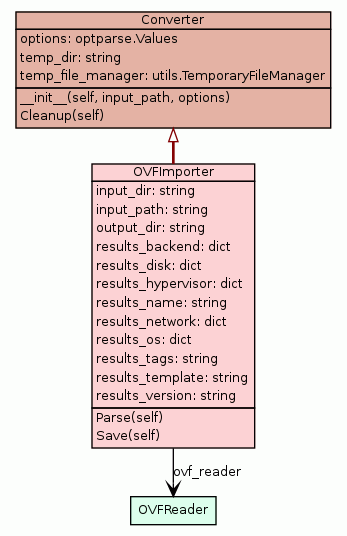 Converter
options: optparse.Values
temp_dir: string
temp_file_manager: utils.TemporaryFileManager
__init__(self, input_path, options)
Cleanup(self)
OVFImporter
input_dir: string
input_path: string
output_dir: string
results_backend: dict
results_disk: dict
results_hypervisor: dict
results_name: string
results_network: dict
results_os: dict
results_tags: string
results_template: string
results_version: string
Parse(self)
Save(self)
ovf_reader
OVFReader